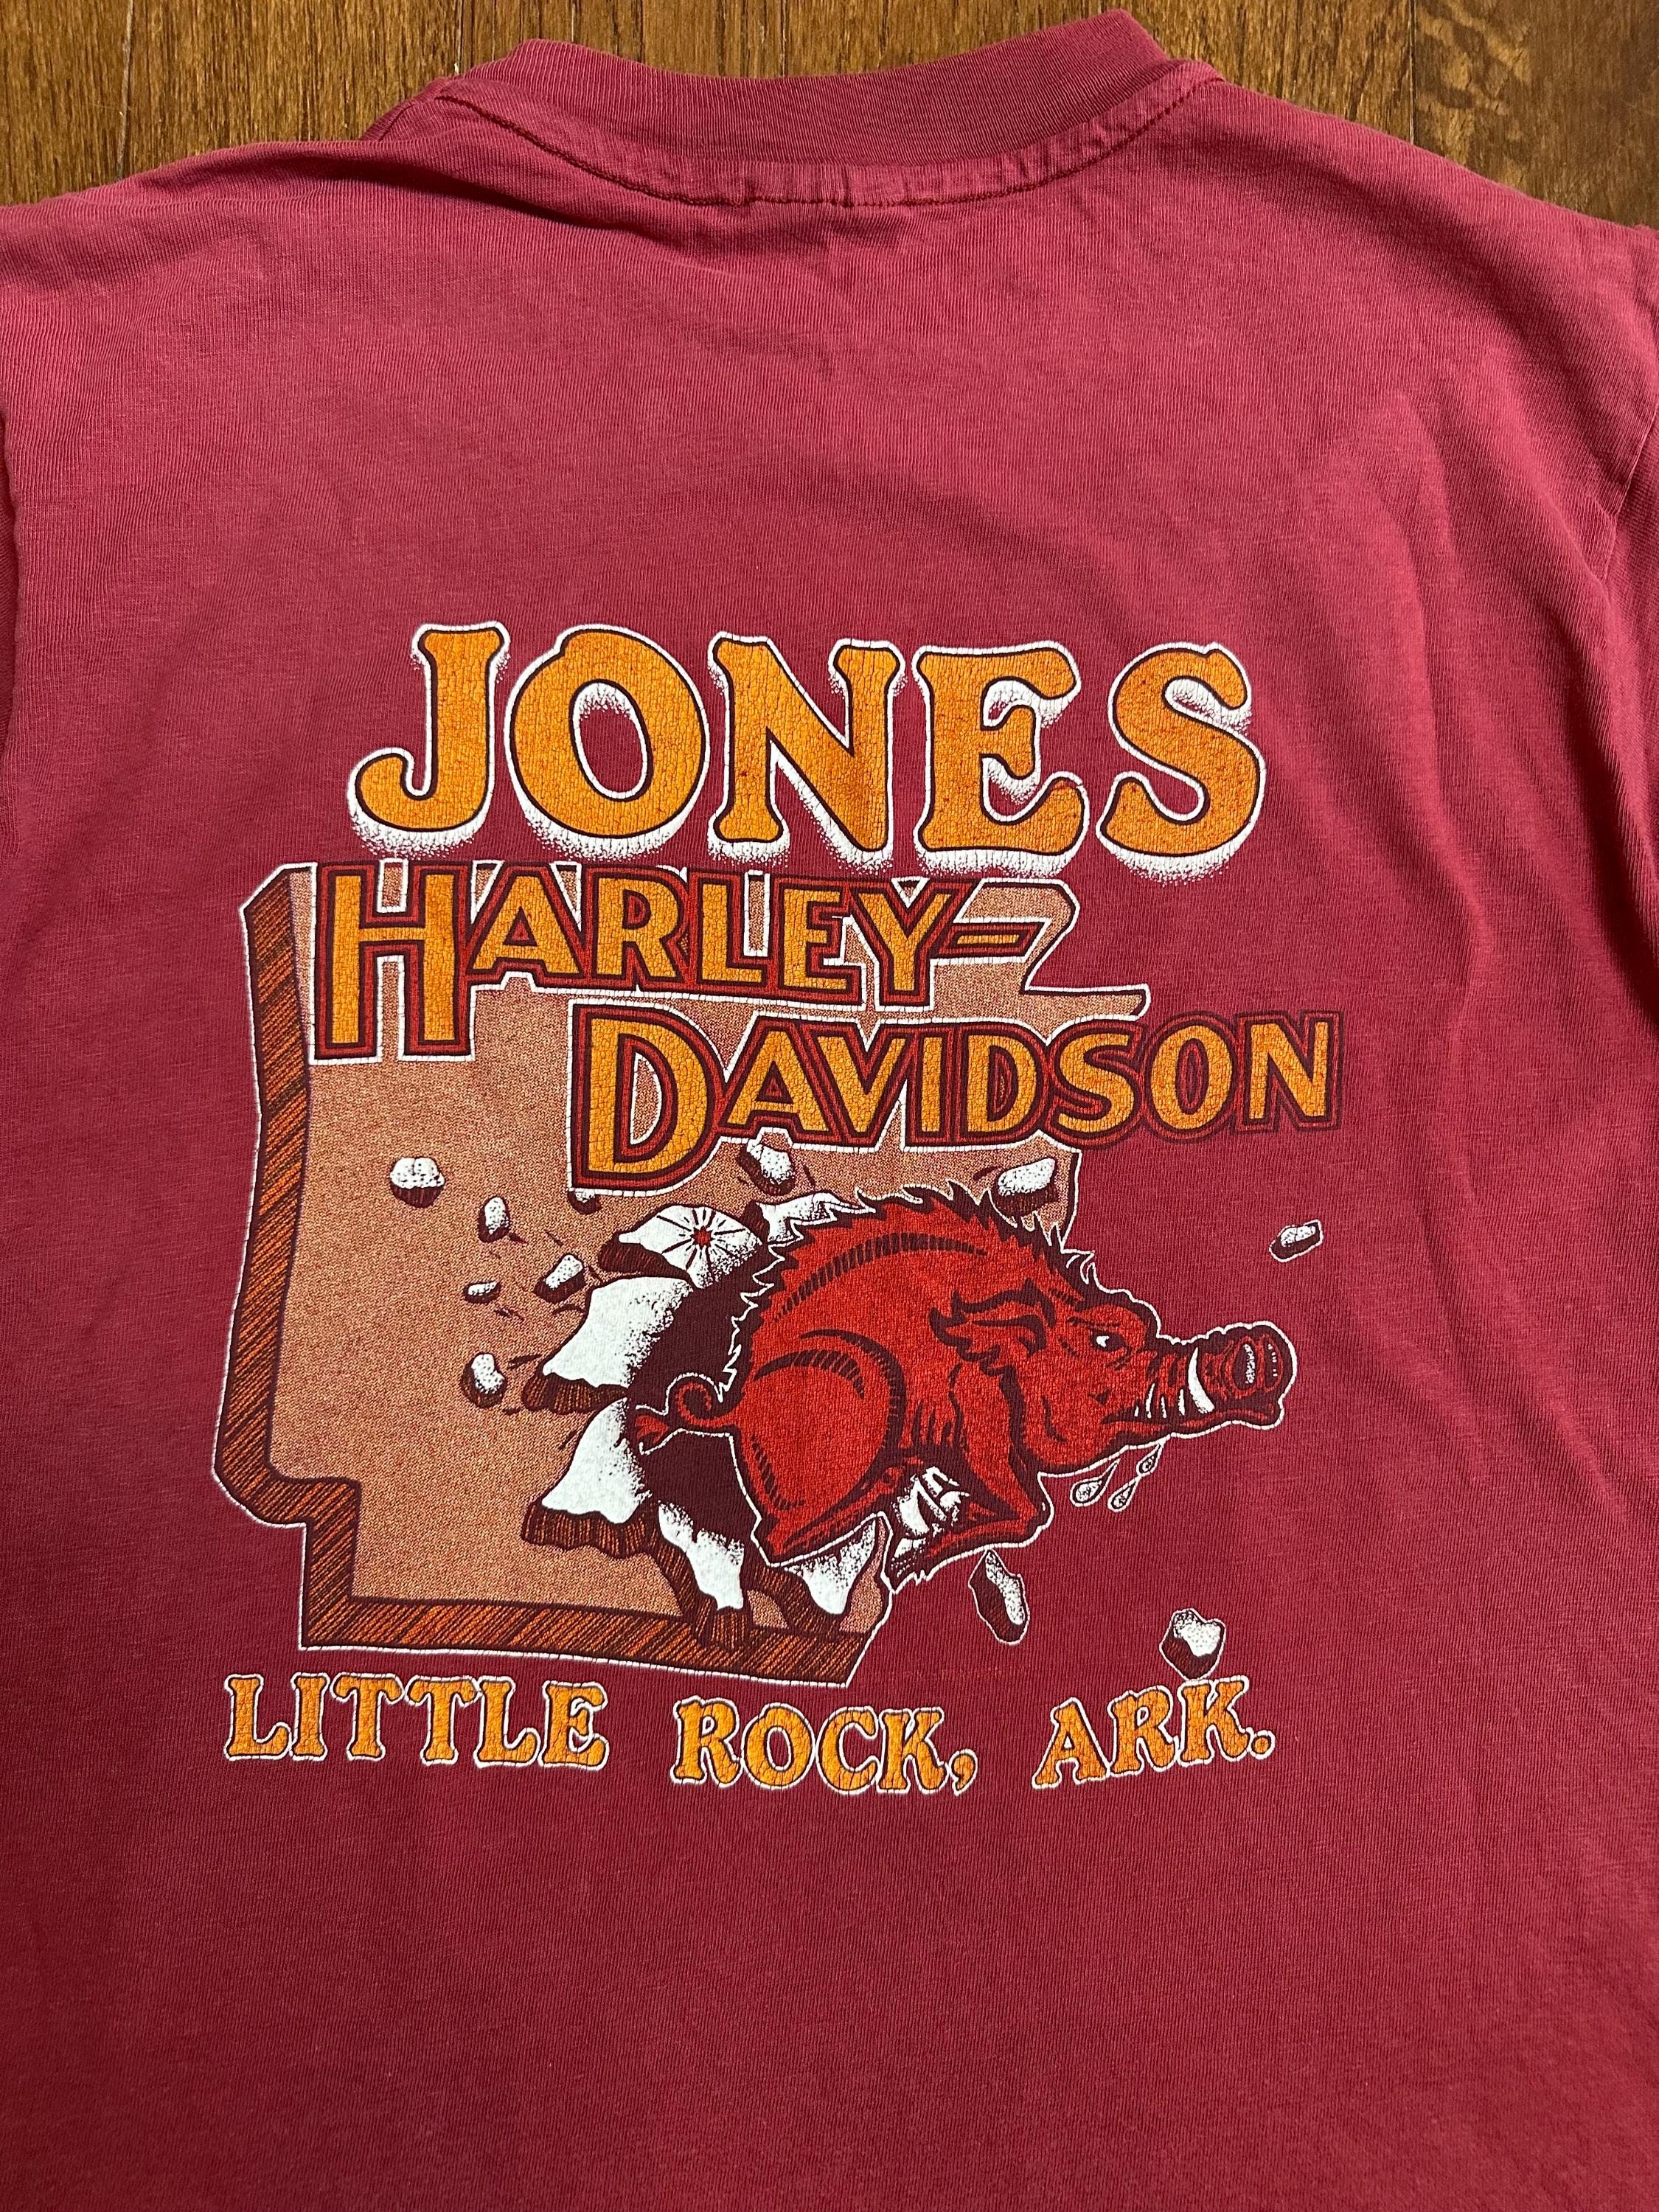 JONES
HARLEY-
DAVIDSON
LITTLE ROCK, ARK.